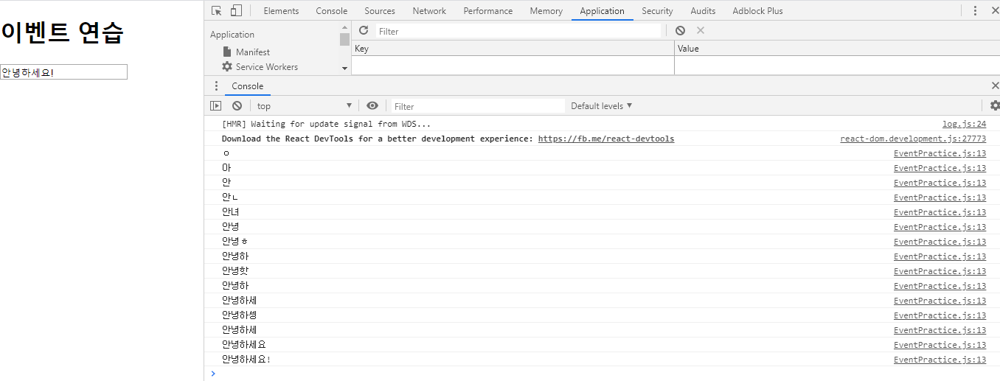 이벤트 연습
안녕하세요!
Elements Console Sources Network Performance Memory Application Security Audits Adblock Plus
Application
Manifest
Service Workers
Filter
Key Value
Console
top Filter Default levels
[HMR] Waiting for update signal from WDS... log.js:24
Download the React DevTools for a better development experience: https://fb.me/react-devtools react-dom.development.js:27773
ㅇ EventPractice.js:13
아 EventPractice.js:13
안 EventPractice.js:13
안ㄴ EventPractice.js:13
안녀 EventPractice.js:13
안녕 EventPractice.js:13
안녕ㅎ EventPractice.js:13
안녕하 EventPractice.js:13
안녕핫 EventPractice.js:13
안녕하 EventPractice.js:13
안녕하세 EventPractice.js:13
안녕하셍 EventPractice.js:13
안녕하세 EventPractice.js:13
안녕하세요 EventPractice.js:13
안녕하세요! EventPractice.js:13